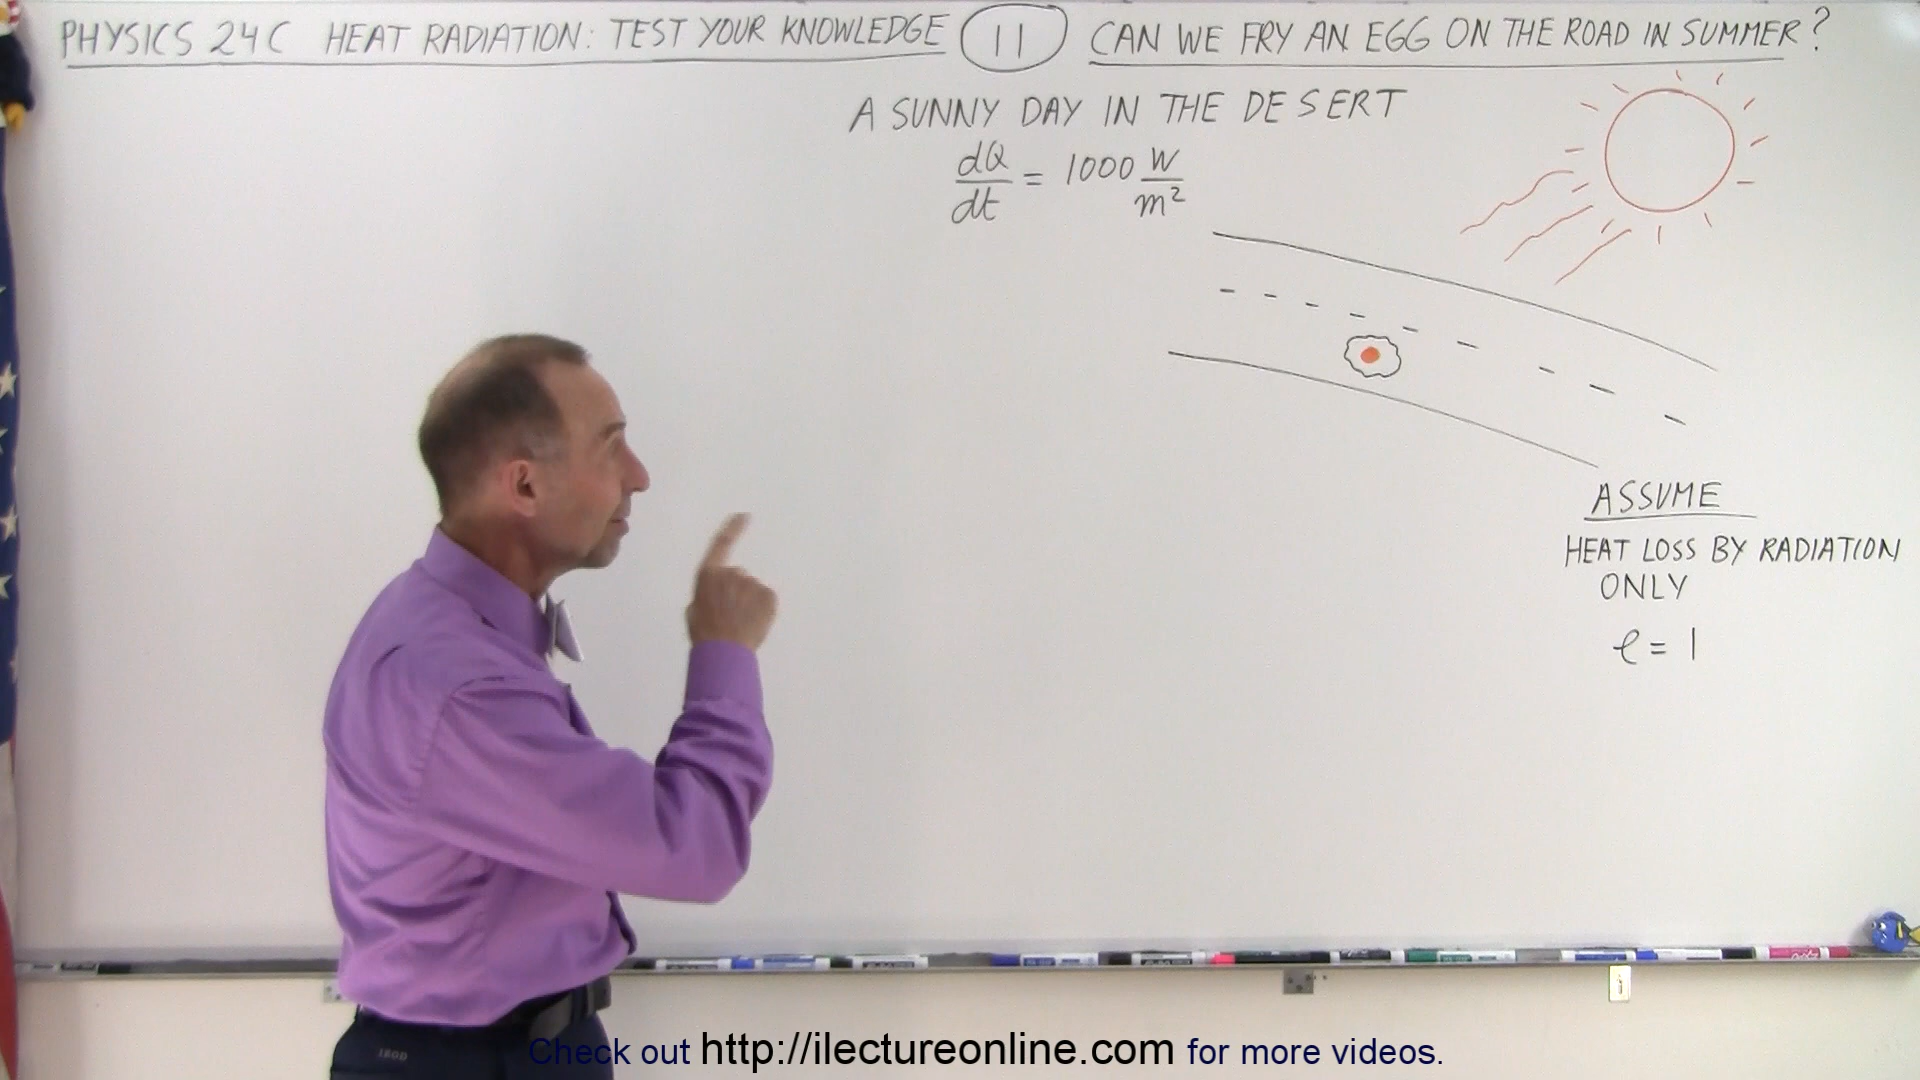 PHYSICS 24C HEAT RADIATION: TEST YOUR KNOWLEDGE 11 CAN WE FRY AN EGG ON THE ROAD IN SUMMER?
A SUNNY DAY IN THE DESERT
dQ/dt = 1000 W/m²
ASSUME
HEAT LOSS BY RADIATION
ONLY
e = 1
IZOD
Check out http://ilectureonline.com for more videos.